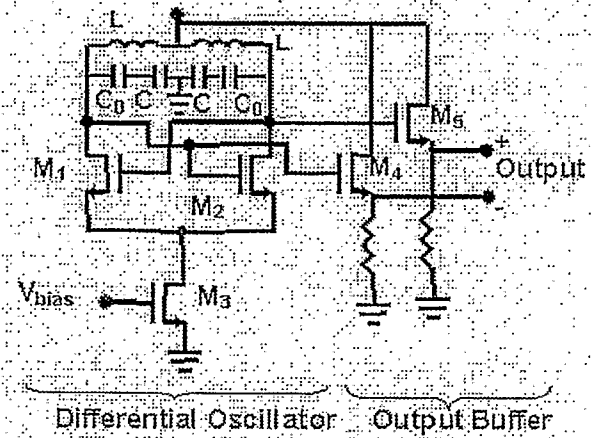 L
L
C₀ C C C₀
M₁
M₂
M₃
M₄
M₅
+
Output
-
Vbias
Differential Oscillator
Output Buffer